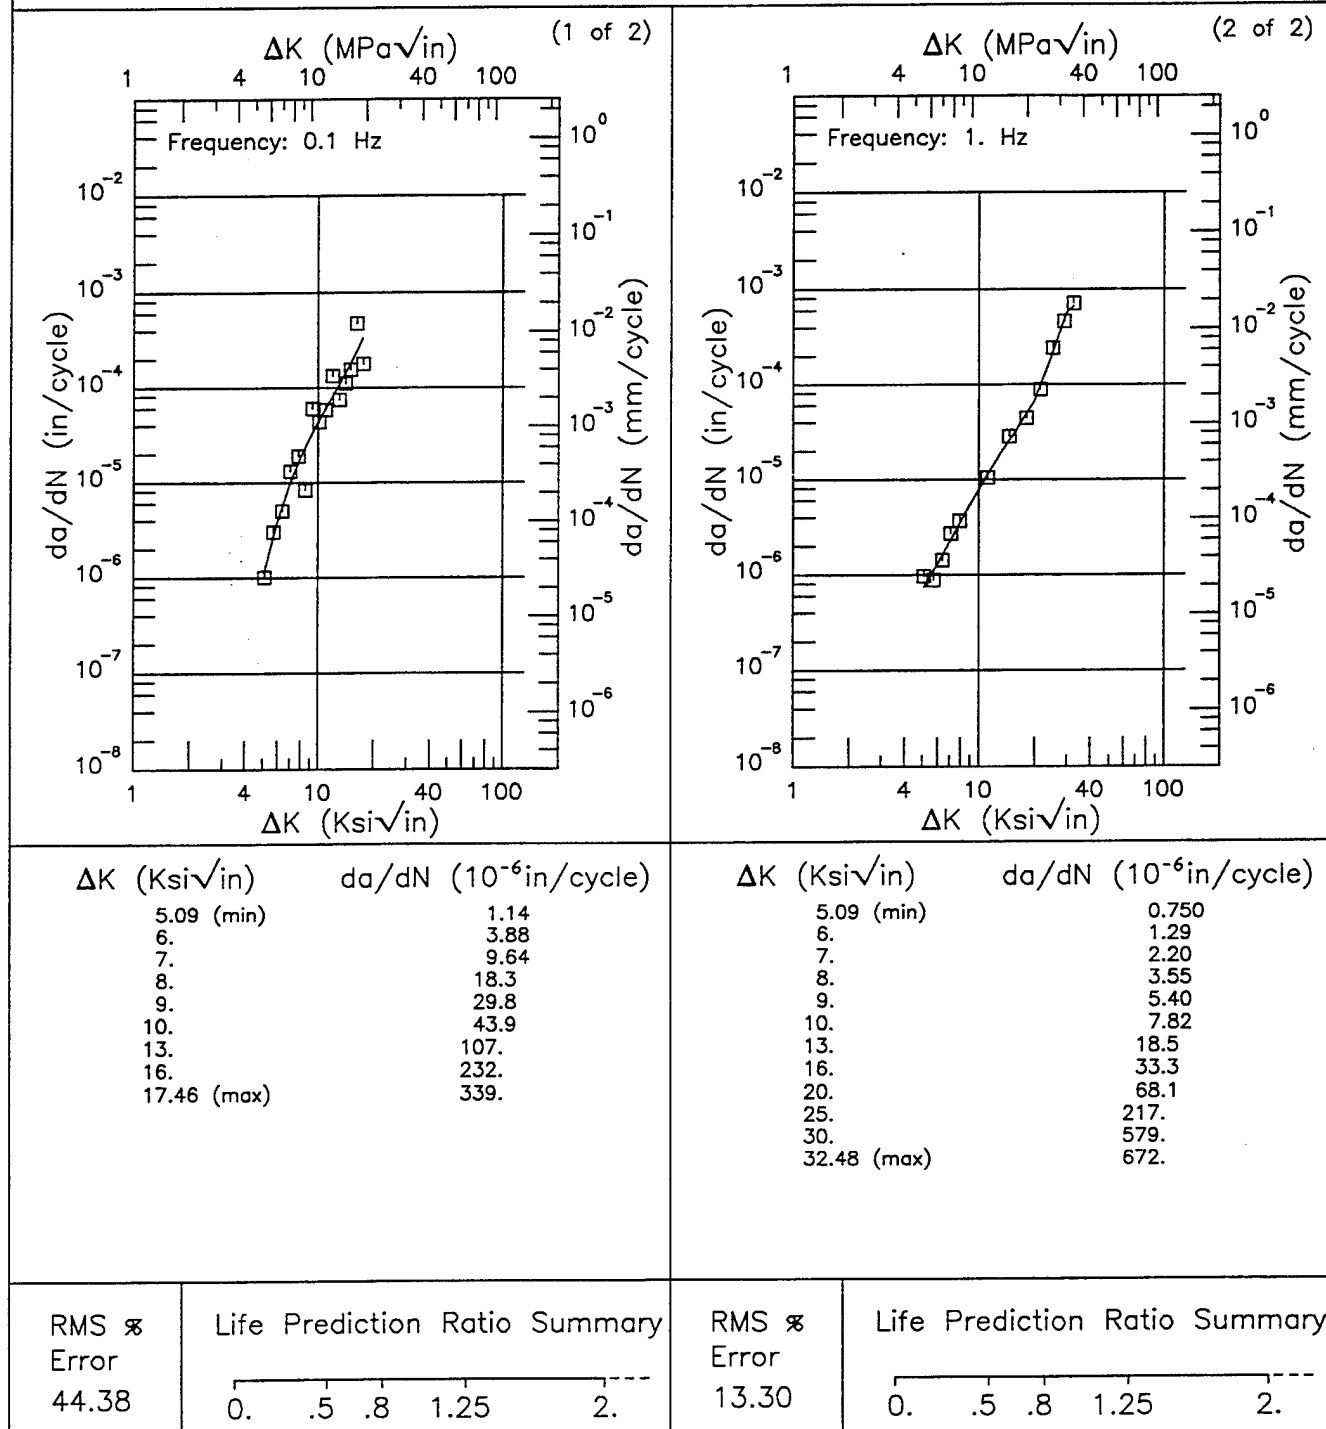 (1 of 2)
ΔK (MPa√in)
1 4 10 40 100
Frequency: 0.1 Hz
10⁰
10⁻²
10⁻¹
10⁻³
10⁻²
10⁻⁴
10⁻³
10⁻⁵
10⁻⁴
10⁻⁶
10⁻⁵
10⁻⁷
10⁻⁶
10⁻⁸
da/dN (in/cycle)
da/dN (mm/cycle)
1 4 10 40 100
ΔK (Ksi√in)
ΔK (Ksi√in) da/dN (10⁻⁶in/cycle)
5.09 (min) 1.14
6. 3.88
7. 9.64
8. 18.3
9. 29.8
10. 43.9
13. 107.
16. 232.
17.46 (max) 339.
RMS %
Error
44.38
Life Prediction Ratio Summary
0. .5 .8 1.25 2.
(2 of 2)
ΔK (MPa√in)
1 4 10 40 100
Frequency: 1. Hz
10⁰
10⁻²
10⁻¹
10⁻³
10⁻²
10⁻⁴
10⁻³
10⁻⁵
10⁻⁴
10⁻⁶
10⁻⁵
10⁻⁷
10⁻⁶
10⁻⁸
da/dN (in/cycle)
da/dN (mm/cycle)
1 4 10 40 100
ΔK (Ksi√in)
ΔK (Ksi√in) da/dN (10⁻⁶in/cycle)
5.09 (min) 0.750
6. 1.29
7. 2.20
8. 3.55
9. 5.40
10. 7.82
13. 18.5
16. 33.3
20. 68.1
25. 217.
30. 579.
32.48 (max) 672.
RMS %
Error
13.30
Life Prediction Ratio Summary
0. .5 .8 1.25 2.